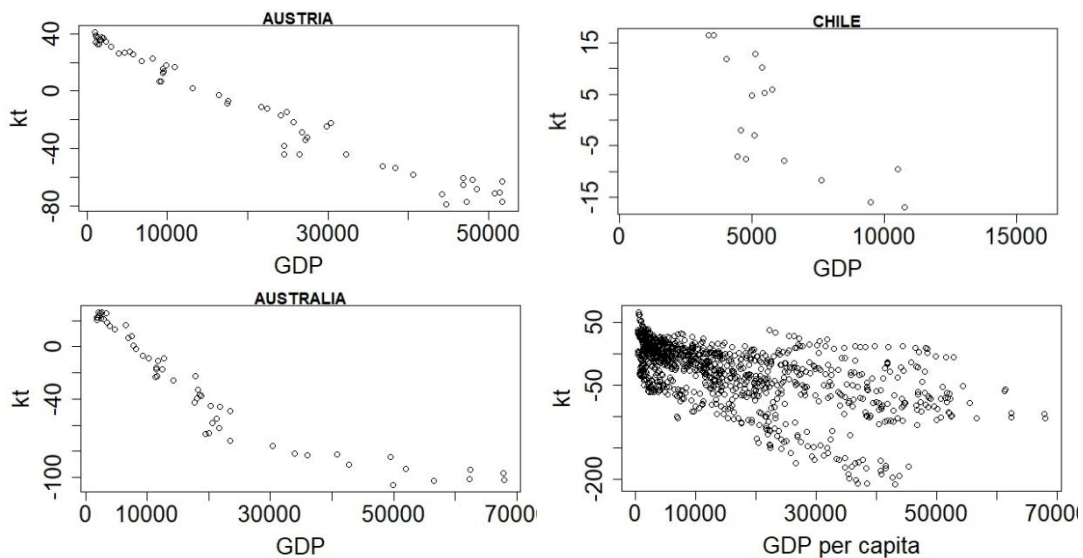 AUSTRIA
kt
40
0
-40
-80
0 10000 30000 50000
GDP
CHILE
kt
15
5
-5
-15
0 5000 10000 15000
GDP
AUSTRALIA
kt
0
-40
-100
0 10000 30000 50000 7000
GDP
kt
50
-50
-200
0 10000 30000 50000 7000
GDP per capita